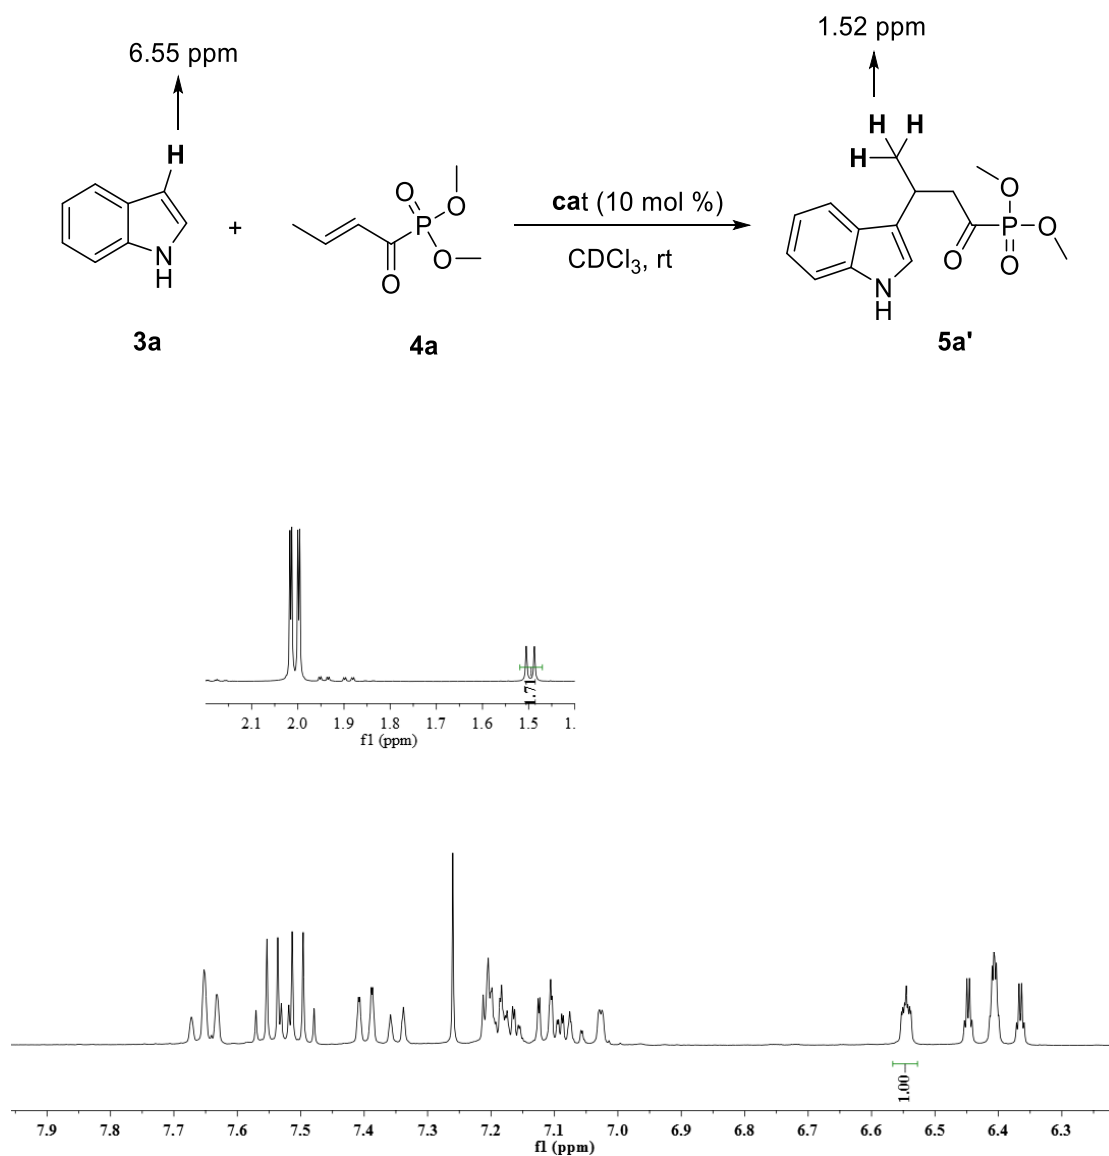 1.52 ppm
6.55 ppm
H
H H
H
O
O
P
O
O
+
cat (10 mol %)
CDCl3, rt
O
P
O
O
O
N
H
N
H
3a
4a
5a'
1.71
2.1 2.0 1.9 1.8 1.7 1.6 1.5 1.
f1 (ppm)
1.00
7.9 7.8 7.7 7.6 7.5 7.4 7.3 7.2 7.1 7.0 6.9 6.8 6.7 6.6 6.5 6.4 6.3
f1 (ppm)